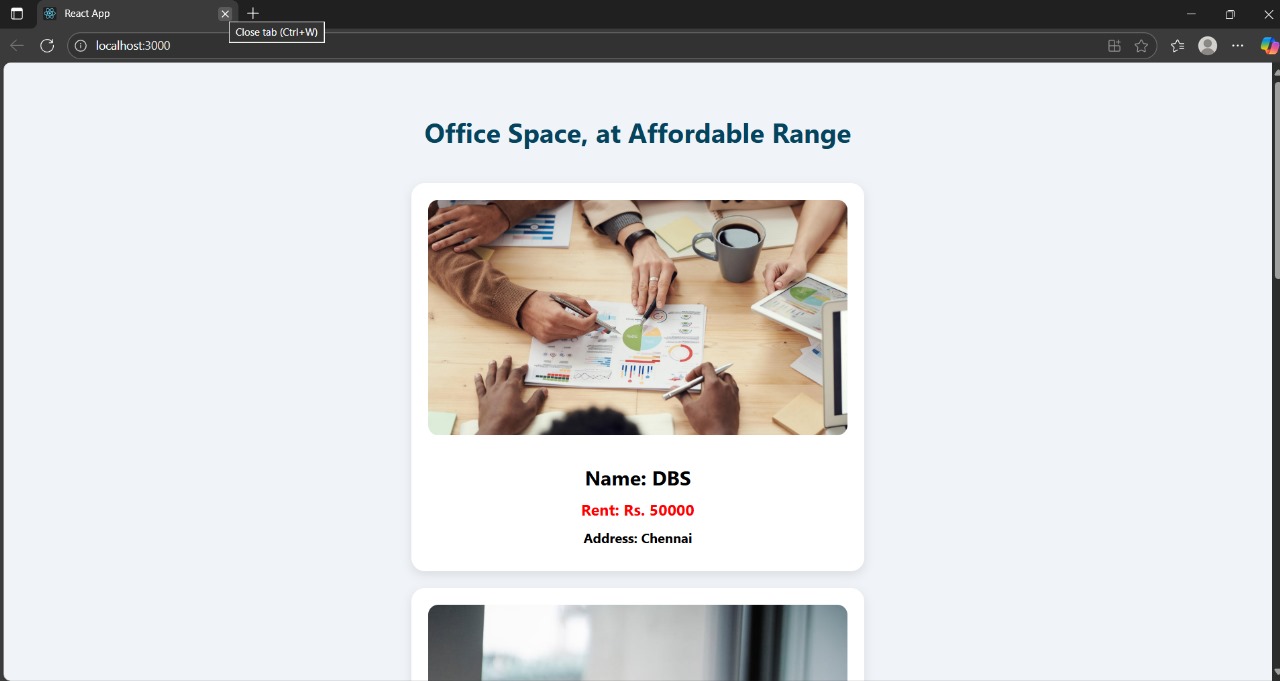 React App
Close tab (Ctrl+W)
localhost:3000
Office Space, at Affordable Range
Name: DBS
Rent: Rs. 50000
Address: Chennai